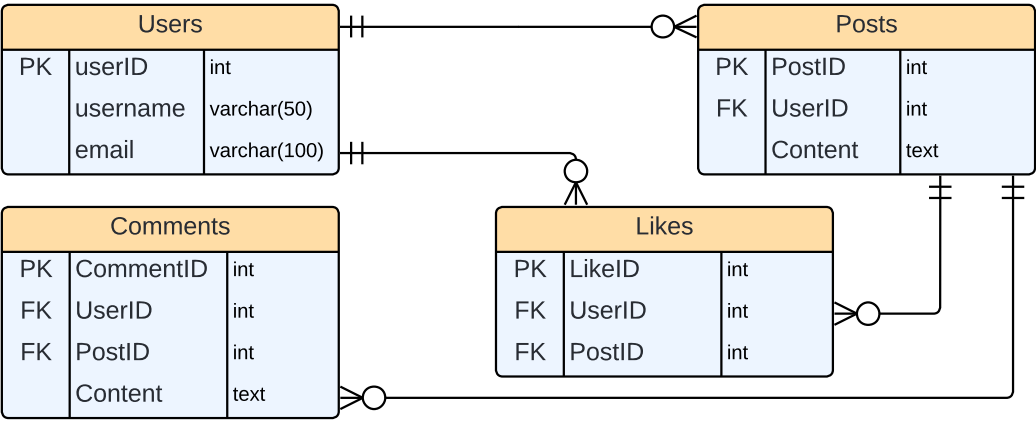 Users
PK userID int
username varchar(50)
email varchar(100)
Posts
PK PostID int
FK UserID int
Content text
Comments
PK CommentID int
FK UserID int
FK PostID int
Content text
Likes
PK LikeID int
FK UserID int
FK PostID int